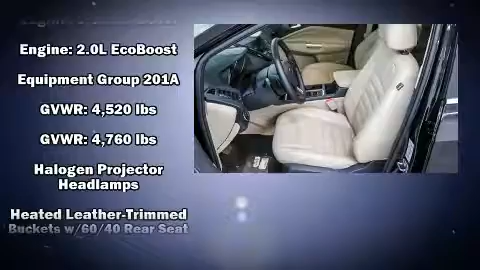 Engine: 2.0L EcoBoost
Equipment Group 201A
GVWR: 4,520 lbs
GVWR: 4,760 lbs
Halogen Projector
Headlamps
Heated Leather-Trimmed
Buckets w/60/40 Rear Seat